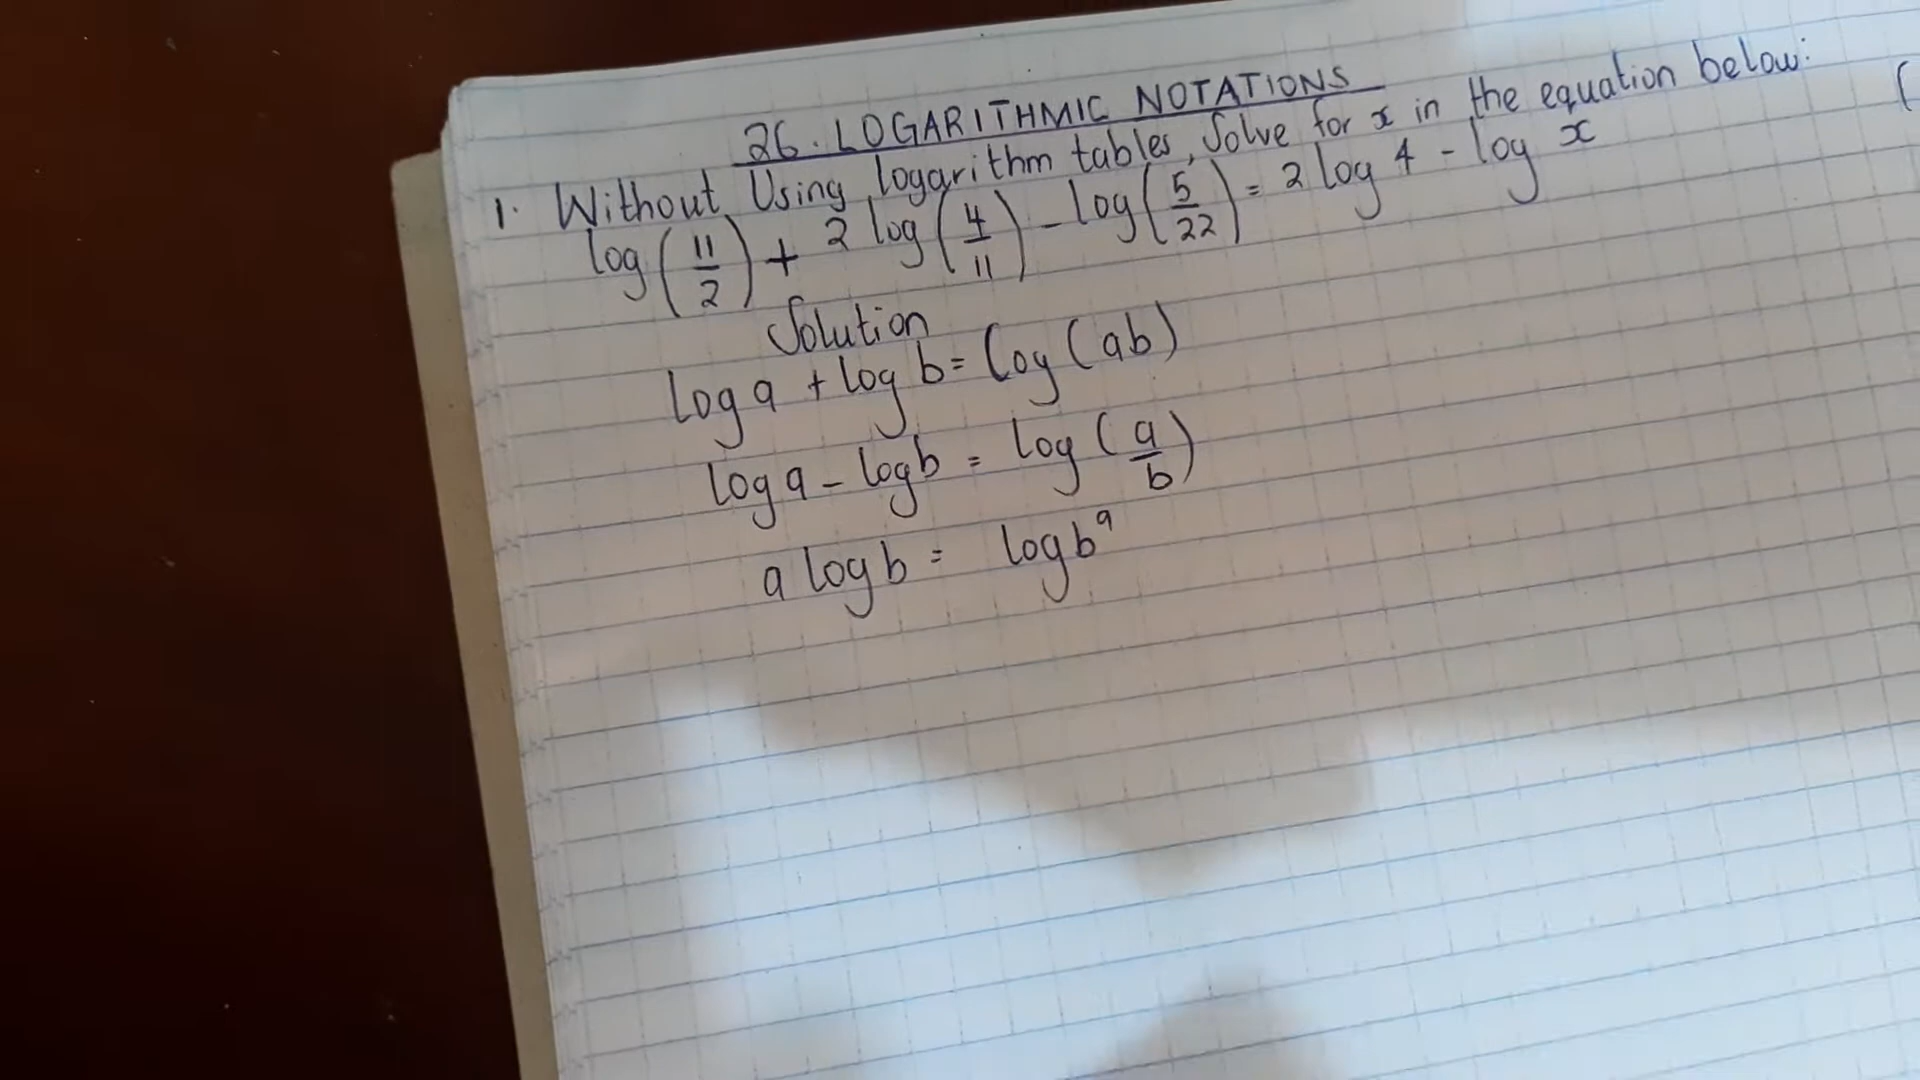 26. LOGARITHMIC NOTATIONS
1. Without Using logarithm tables, Solve for x in the equation below:
log(11/2) + 2 log(4/11) - log(5/22) = 2 log 4 - log x
Solution
log a + log b = log (ab)
log a - log b = log (a/b)
a log b = log b^a
(